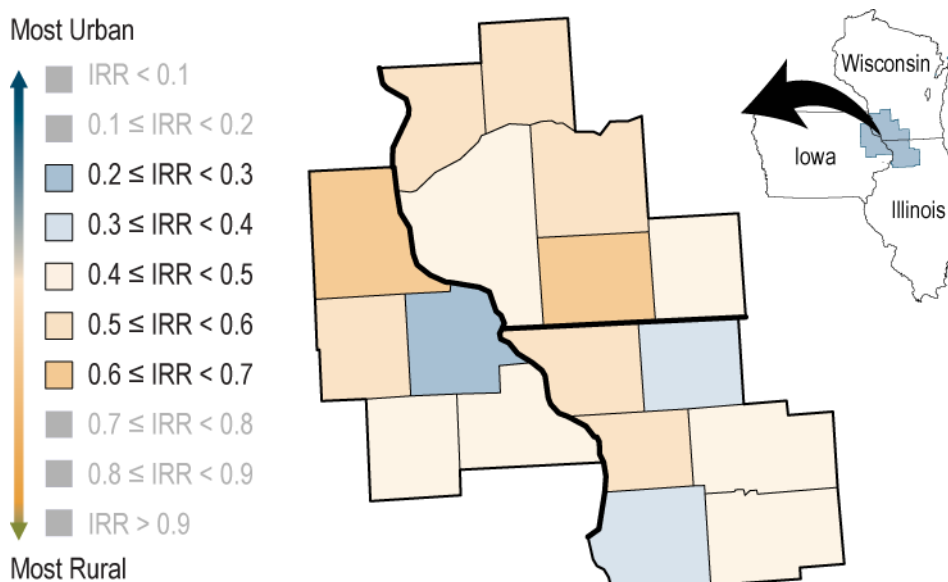 Most Urban
IRR < 0.1
0.1 ≤ IRR < 0.2
0.2 ≤ IRR < 0.3
0.3 ≤ IRR < 0.4
0.4 ≤ IRR < 0.5
0.5 ≤ IRR < 0.6
0.6 ≤ IRR < 0.7
0.7 ≤ IRR < 0.8
0.8 ≤ IRR < 0.9
IRR > 0.9
Most Rural
Wisconsin
Iowa
Illinois